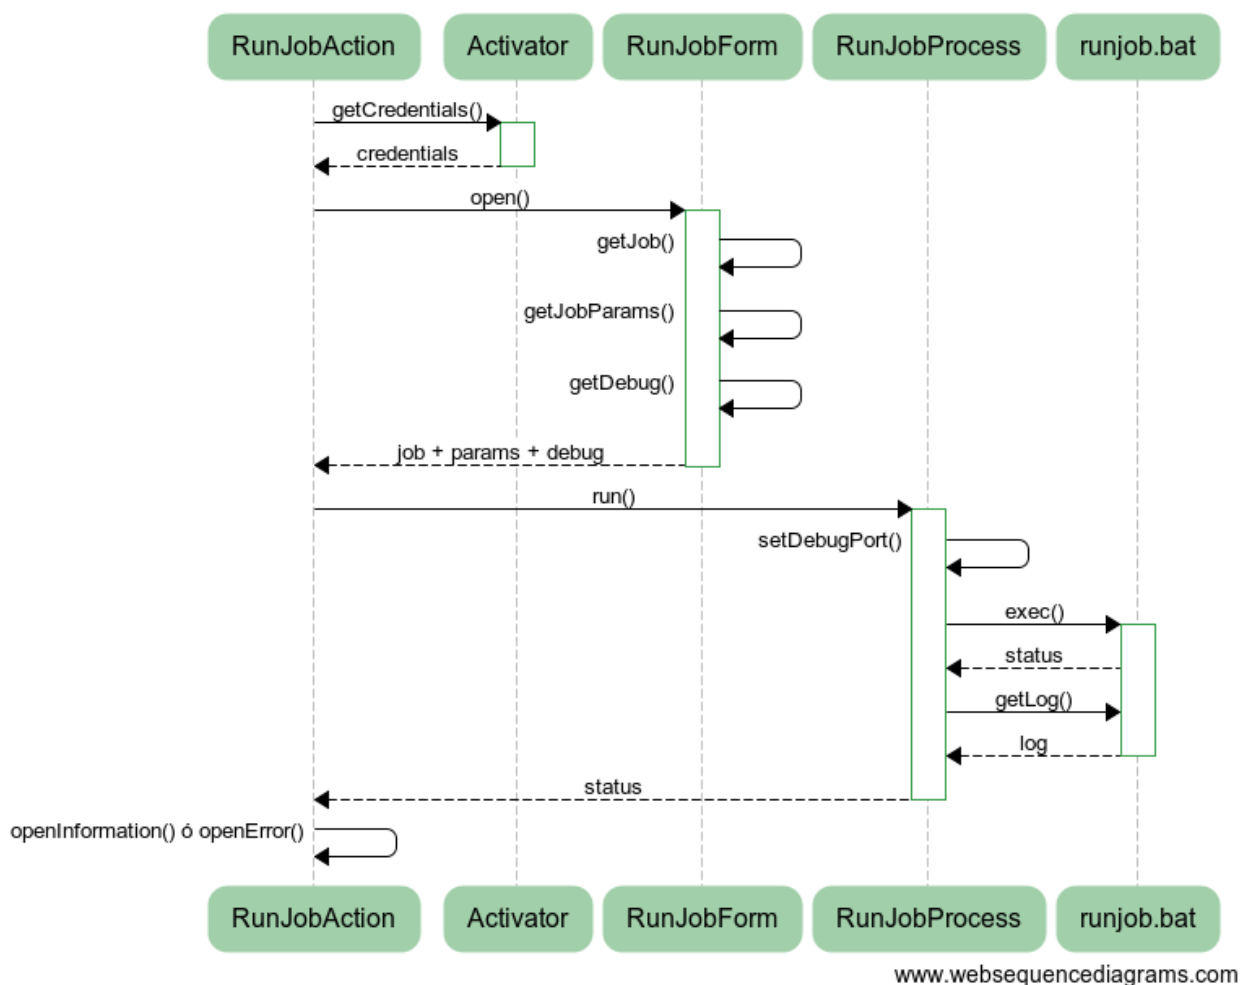 RunJobAction
Activator
RunJobForm
RunJobProcess
runjob.bat
getCredentials()
credentials
open()
getJob()
getJobParams()
getDebug()
job + params + debug
run()
setDebugPort()
exec()
status
getLog()
log
status
openInformation() ó openError()
RunJobAction
Activator
RunJobForm
RunJobProcess
runjob.bat
www.websequencediagrams.com